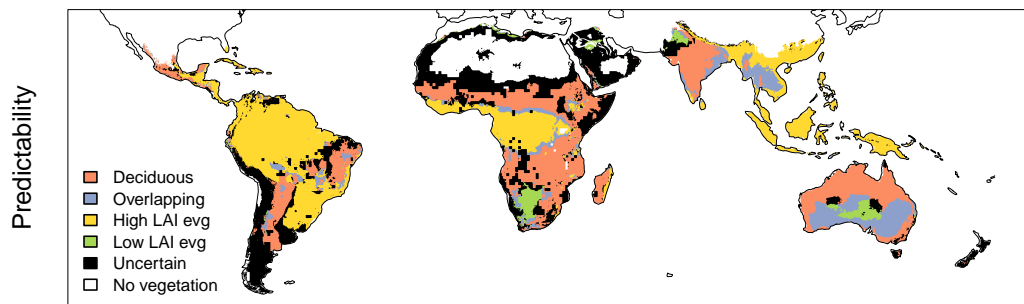 Predictability
Deciduous
Overlapping
High LAI evg
Low LAI evg
Uncertain
No vegetation